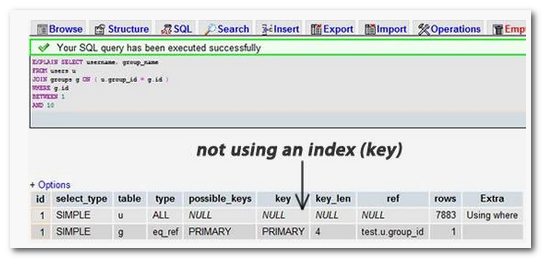 Browse Structure SQL Search Insert Export Import Operations Empt
Your SQL query has been executed successfully
EXPLAIN SELECT username, group_name
FROM users u
JOIN groups g ON ( u.group_id = g.id )
WHERE g.id
BETWEEN 1
AND 10
not using an index (key)
+ Options
id select_type table type possible_keys key key_len ref rows Extra
1 SIMPLE u ALL NULL NULL NULL NULL 7883 Using where
1 SIMPLE g eq_ref PRIMARY PRIMARY 4 test.u.group_id 1